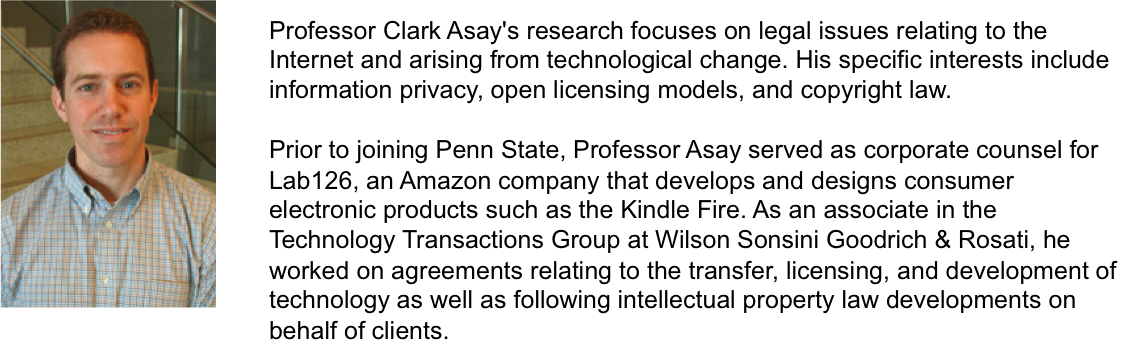 Professor Clark Asay's research focuses on legal issues relating to the
Internet and arising from technological change. His specific interests include
information privacy, open licensing models, and copyright law.
Prior to joining Penn State, Professor Asay served as corporate counsel for
Lab126, an Amazon company that develops and designs consumer
electronic products such as the Kindle Fire. As an associate in the
Technology Transactions Group at Wilson Sonsini Goodrich & Rosati, he
worked on agreements relating to the transfer, licensing, and development of
technology as well as following intellectual property law developments on
behalf of clients.